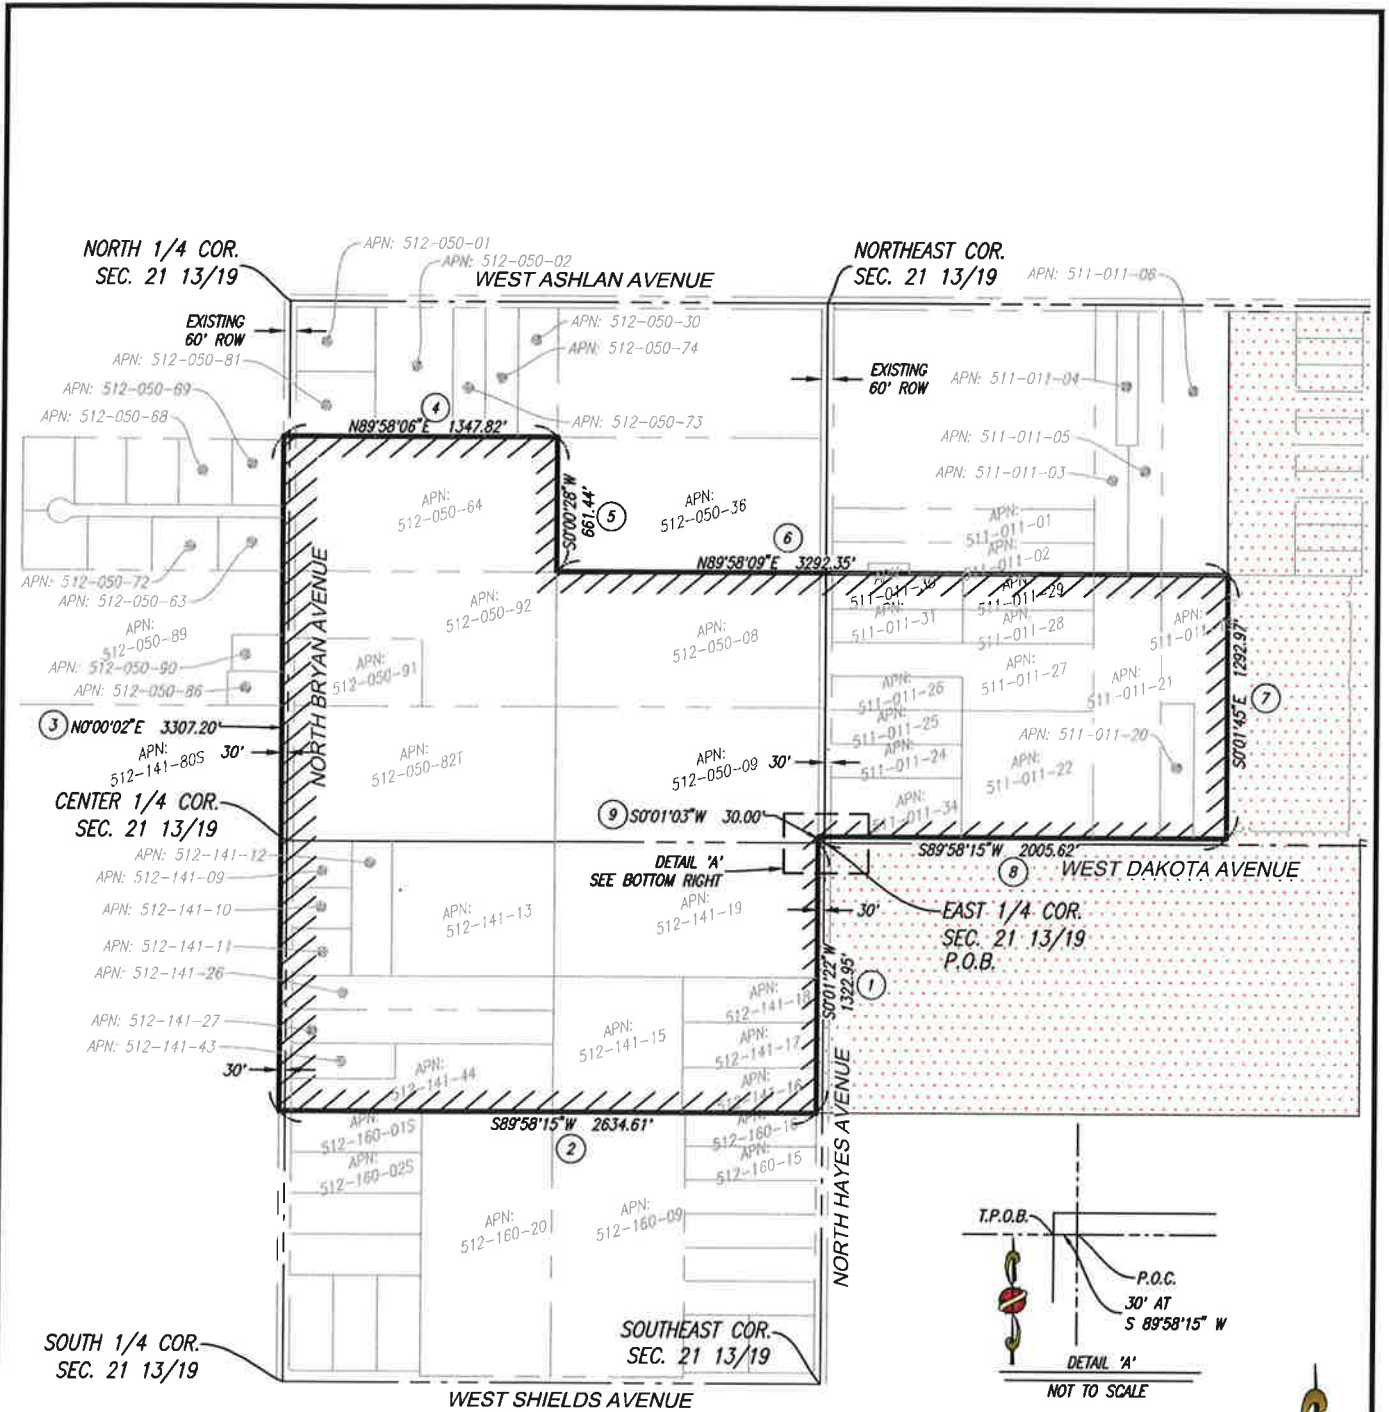 NORTH 1/4 COR.
SEC. 21 13/19
APN: 512-050-01
APN: 512-050-02
WEST ASHLAN AVENUE
NORTHEAST COR.
SEC. 21 13/19
APN: 511-011-06
EXISTING
60' ROW
APN: 512-050-81
APN: 512-050-69
APN: 512-050-68
APN: 512-050-30
APN: 512-050-74
APN: 512-050-73
EXISTING
60' ROW
APN: 511-011-04
APN: 511-011-05
APN: 511-011-03
4
N89°58'06"E 1347.82'
APN:
512-050-64
S0°00'28"W
661.44'
5
APN:
512-050-36
6
N89°58'09"E 3292.35'
APN:
511-011-01
APN:
511-011-02
APN: 512-050-72
APN: 512-050-63
APN:
512-050-89
APN: 512-050-90
APN: 512-050-86
NORTH BRYAN AVENUE
APN:
512-050-92
APN:
512-050-91
APN:
512-050-08
APN:
APN:
511-011-31
APN:
511-011-29
APN:
511-011-28
APN:
511-011-27
APN:
APN:
511-011-21
APN:
511-011-26
APN:
511-011-25
APN:
511-011-24
APN:
511-011-34
APN:
511-011-22
APN: 511-011-20
S0°01'45"E 1292.97'
7
3
N0°00'02"E 3307.20'
APN:
512-141-80S
30'
APN:
512-050-82T
APN:
512-050-09
30'
CENTER 1/4 COR.
SEC. 21 13/19
9
S0°01'03"W 30.00'
DETAIL 'A'
SEE BOTTOM RIGHT
S89°58'15"W 2005.62'
8
WEST DAKOTA AVENUE
APN: 512-141-12
APN: 512-141-09
APN: 512-141-10
APN: 512-141-11
APN: 512-141-26
APN: 512-141-27
APN: 512-141-43
30'
APN:
512-141-13
APN:
512-141-19
30'
EAST 1/4 COR.
SEC. 21 13/19
P.O.B.
S0°01'22"W
1322.95'
1
APN:
512-141-18
APN:
512-141-17
APN:
512-141-16
APN:
512-141-15
APN:
512-141-44
S89°58'15"W 2634.61'
2
APN:
512-160-01S
APN:
512-160-02S
APN:
512-160-16
APN:
512-160-15
APN:
512-160-20
APN:
512-160-09
NORTH HAYES AVENUE
T.P.O.B.
P.O.C.
30' AT
S 89°58'15" W
DETAIL 'A'
NOT TO SCALE
SOUTH 1/4 COR.
SEC. 21 13/19
SOUTHEAST COR.
SEC. 21 13/19
WEST SHIELDS AVENUE